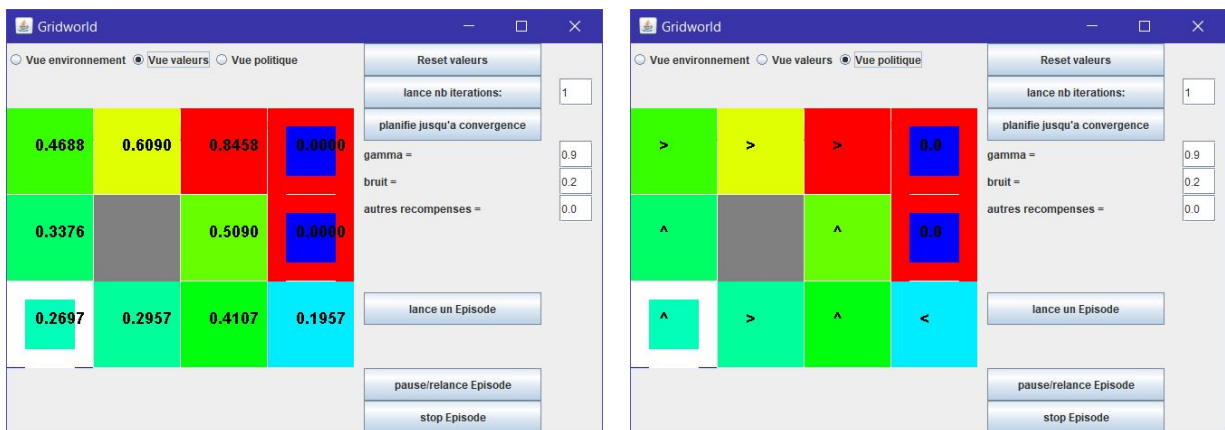 Gridworld
Vue environnement Vue valeurs Vue politique
Reset valeurs
lance nb iterations: 1
planifie jusqu'a convergence
gamma = 0.9
bruit = 0.2
autres recompenses = 0.0
lance un Episode
pause/relance Episode
stop Episode
0.4688 0.6090 0.8458 0.0000
0.3376 0.5090 0.0000
0.2697 0.2957 0.4107 0.1957
Gridworld
Vue environnement Vue valeurs Vue politique
Reset valeurs
lance nb iterations: 1
planifie jusqu'a convergence
gamma = 0.9
bruit = 0.2
autres recompenses = 0.0
lance un Episode
pause/relance Episode
stop Episode
> > > 0.0
^ ^ 0.0
^ > ^ <